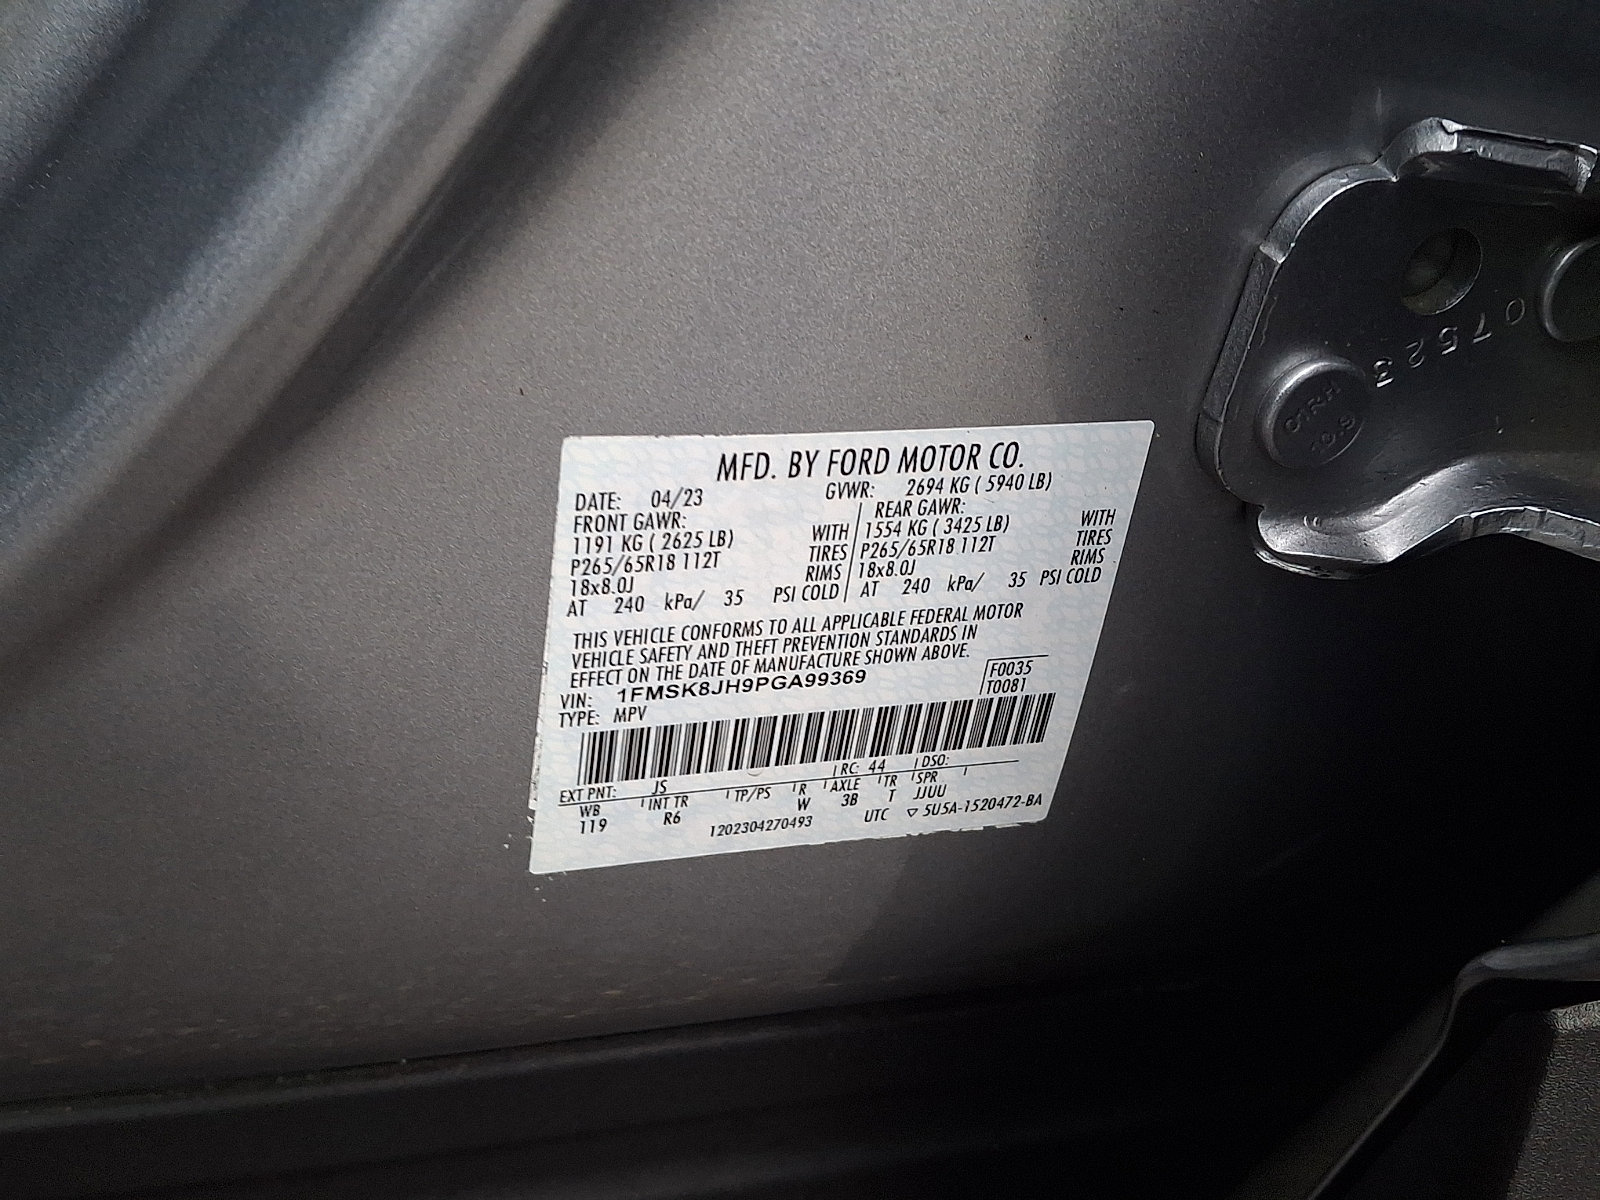 MFD. BY FORD MOTOR CO.
DATE: 04/23 GVWR: 2694 KG ( 5940 LB)
FRONT GAWR: REAR GAWR:
1191 KG ( 2625 LB) WITH 1554 KG ( 3425 LB) WITH
P265/65R18 112T TIRES P265/65R18 112T TIRES
18x8.0J RIMS 18x8.0J RIMS
AT 240 kPa/ 35 PSI COLD AT 240 kPa/ 35 PSI COLD
THIS VEHICLE CONFORMS TO ALL APPLICABLE FEDERAL MOTOR
VEHICLE SAFETY AND THEFT PREVENTION STANDARDS IN
EFFECT ON THE DATE OF MANUFACTURE SHOWN ABOVE.
VIN: 1FMSK8JH9PGA99369 F0035
TYPE: MPV T0081
EXT PNT: JS RC: 44 DSO:
WB INT TR TP/PS R AXLE TR SPR
119 R6 W 3B T JJUU
1202304270493 UTC ▽ 5U5A-1520472-BA
07523
01RH
10.9